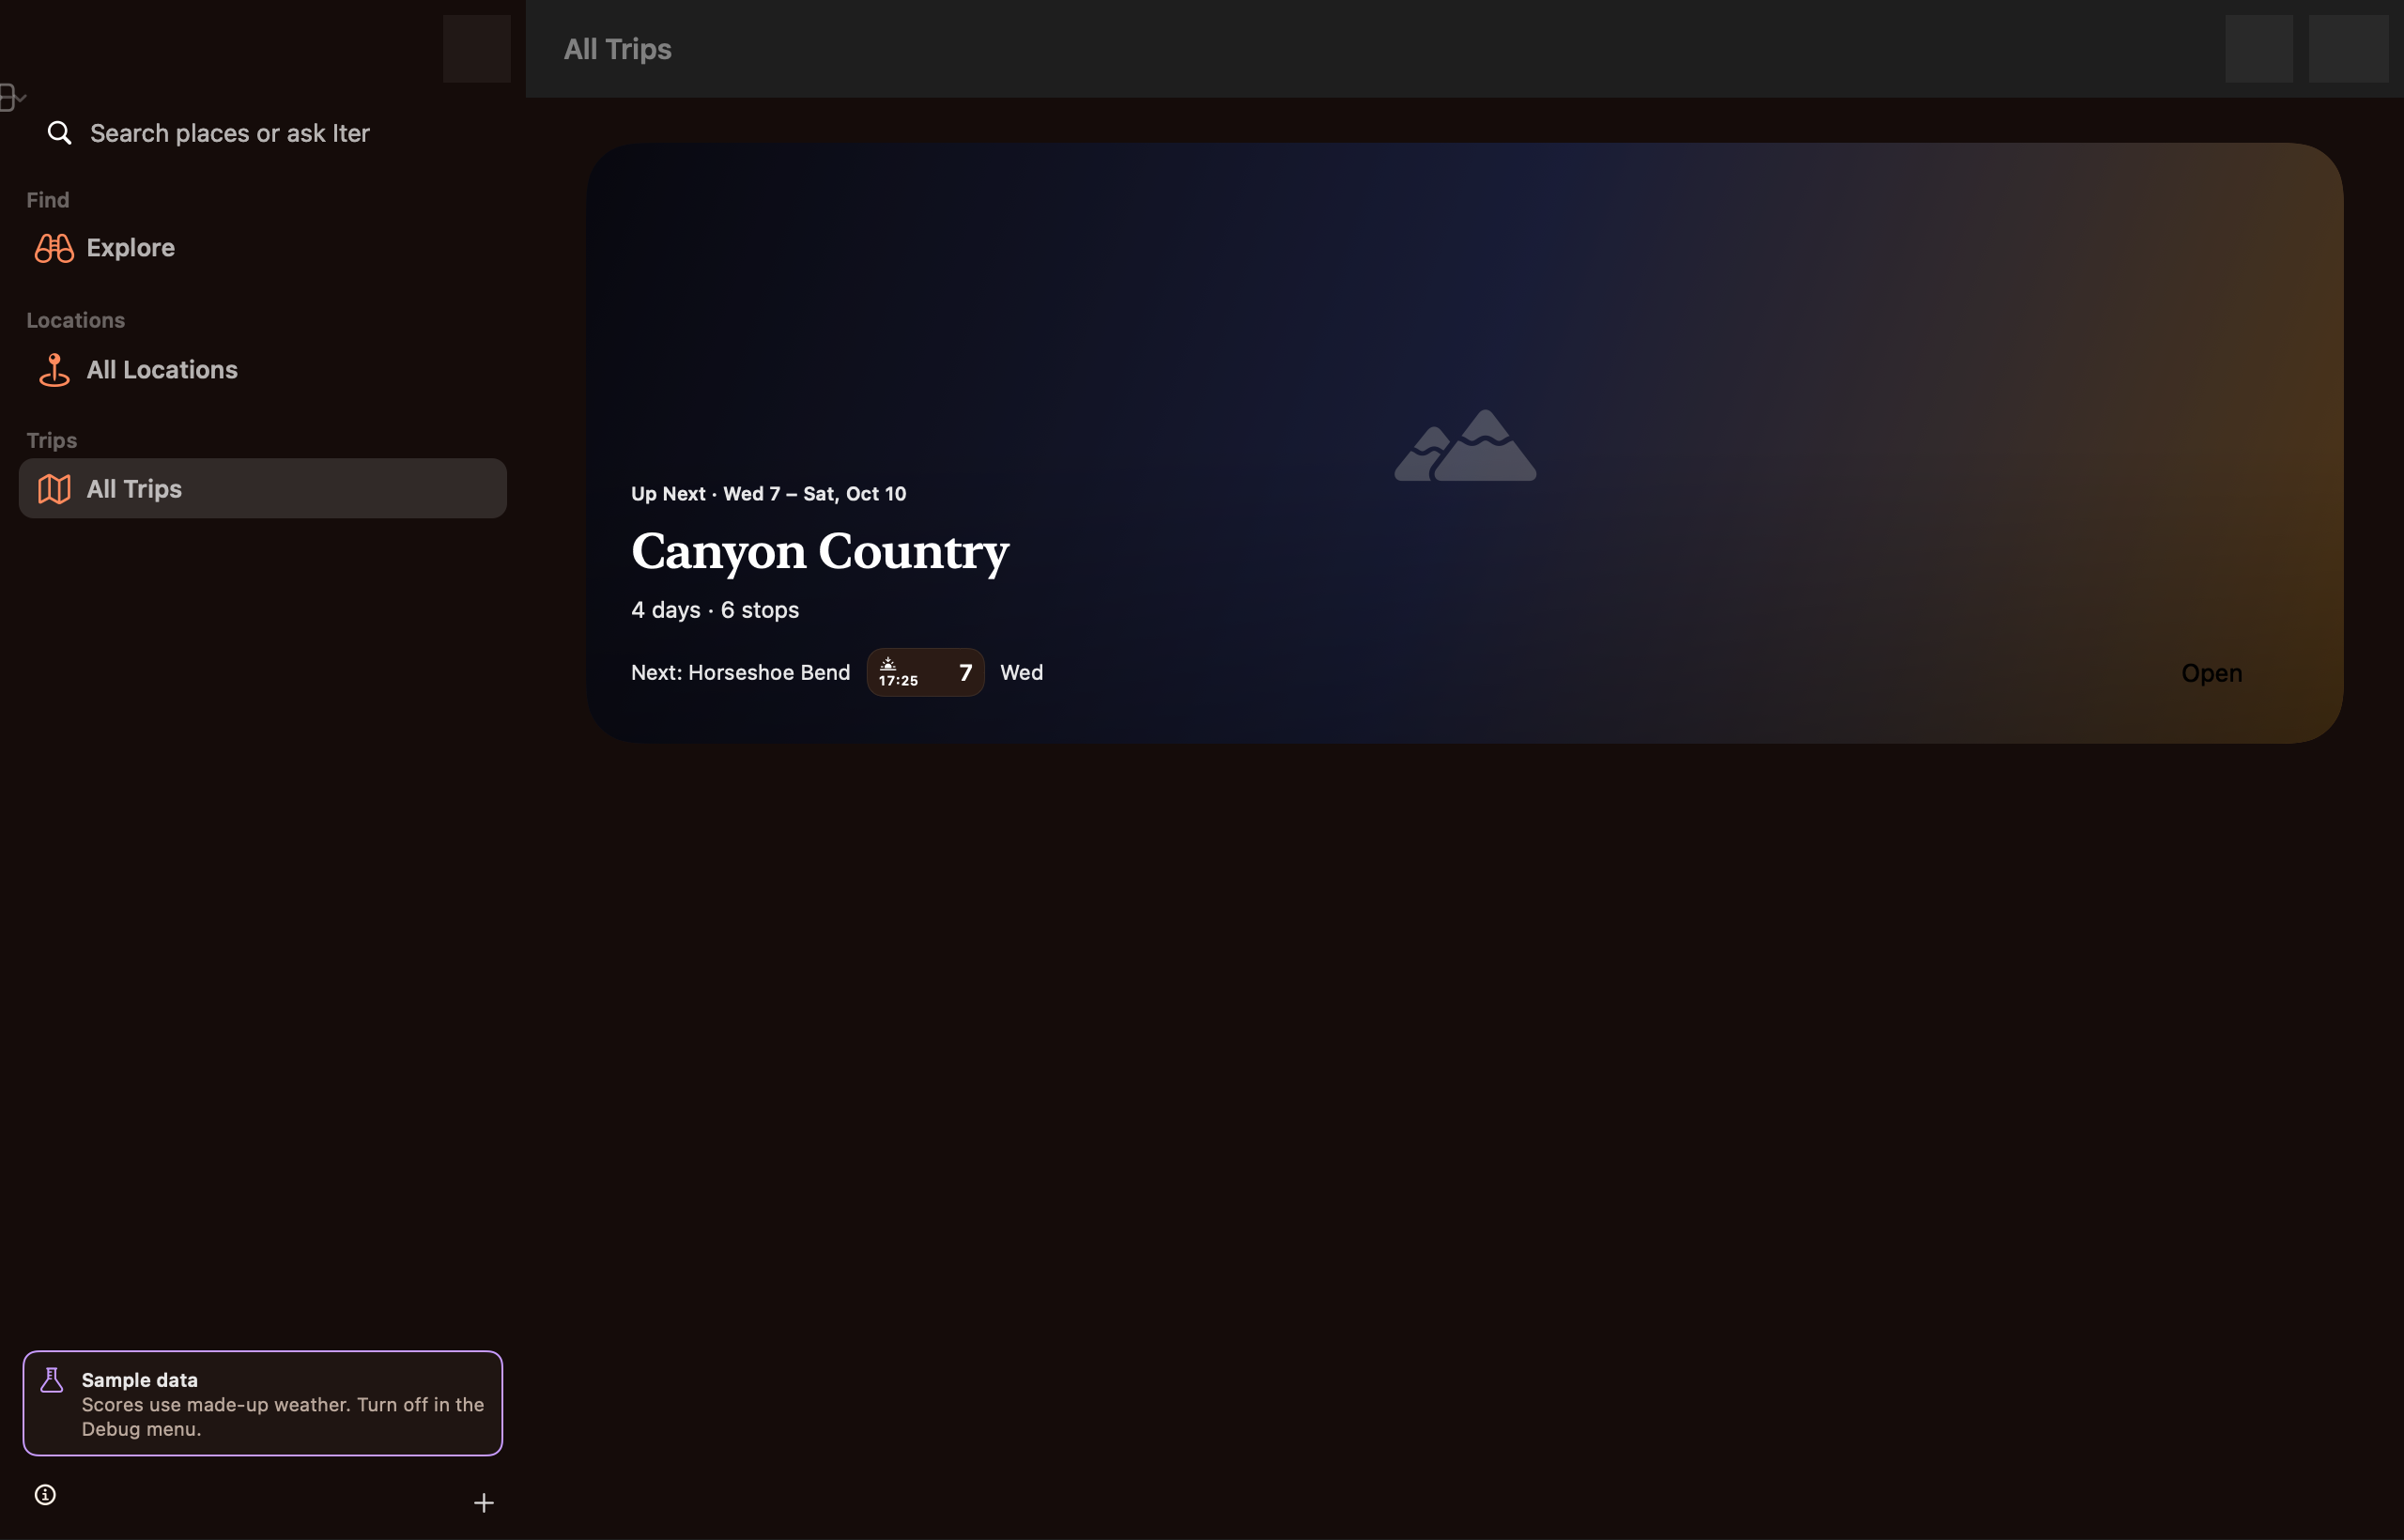 All Trips
Search places or ask Iter
Find
Explore
Locations
All Locations
Trips
All Trips
Up Next · Wed 7 – Sat, Oct 10
Canyon Country
4 days · 6 stops
Next: Horseshoe Bend 17:25 7 Wed
Open
Sample data
Scores use made-up weather. Turn off in the
Debug menu.